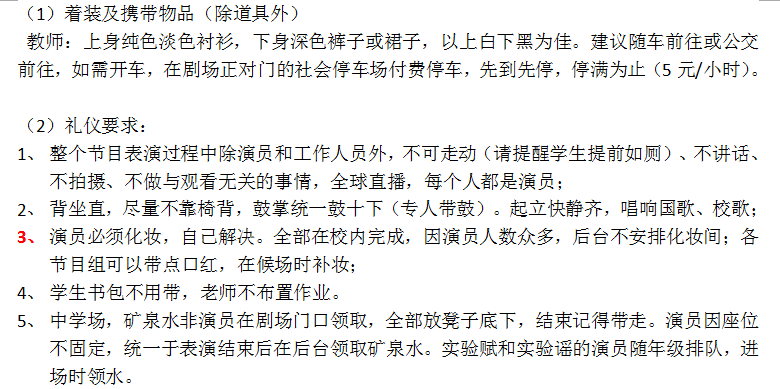 （1）着装及携带物品（除道具外）
教师：上身纯色淡色衬衫，下身深色裤子或裙子，以上白下黑为佳。建议随车前往或公交
前往，如需开车，在剧场正对门的社会停车场付费停车，先到先停，停满为止（5 元/小时）。
（2）礼仪要求：
1、 整个节目表演过程中除演员和工作人员外，不可走动（请提醒学生提前如厕）、不讲话、
不拍摄、不做与观看无关的事情，全球直播，每个人都是演员；
2、 背坐直，尽量不靠椅背，鼓掌统一鼓十下（专人带鼓）。起立快静齐，唱响国歌、校歌；
3、 演员必须化妆，自己解决。全部在校内完成，因演员人数众多，后台不安排化妆间；各
节目组可以带点口红，在候场时补妆；
4、 学生书包不用带，老师不布置作业。
5、 中学场，矿泉水非演员在剧场门口领取，全部放凳子底下，结束记得带走。演员因座位
不固定，统一于表演结束后在后台领取矿泉水。实验赋和实验谣的演员随年级排队，进
场时领水。